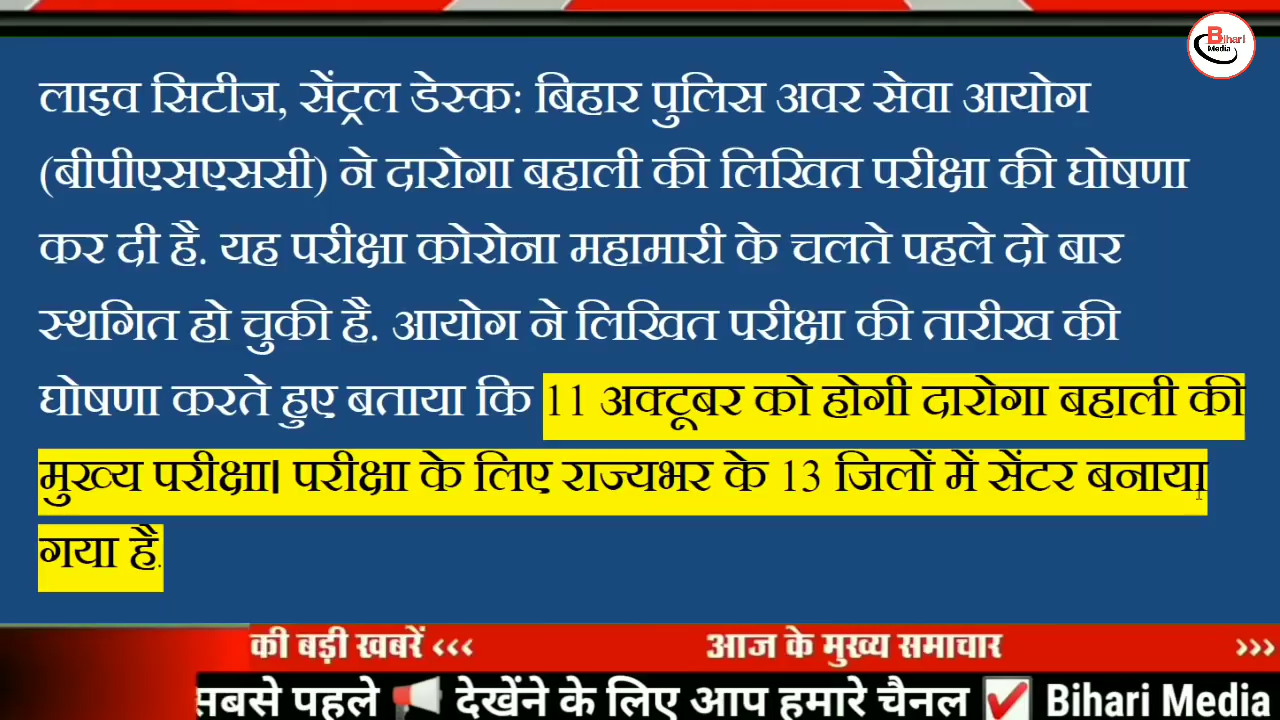 Bihari
Media
लाइव सिटीज, सेंट्रल डेस्क: बिहार पुलिस अवर सेवा आयोग
(बीपीएसएससी) ने दारोगा बहाली की लिखित परीक्षा की घोषणा
कर दी है. यह परीक्षा कोरोना महामारी के चलते पहले दो बार
स्थगित हो चुकी है. आयोग ने लिखित परीक्षा की तारीख की
घोषणा करते हुए बताया कि 11 अक्टूबर को होगी दारोगा बहाली की
मुख्य परीक्षा। परीक्षा के लिए राज्यभर के 13 जिलों में सेंटर बनाया
गया है.
की बड़ी खबरें <<< आज के मुख्य समाचार >>>
सबसे पहले देखेंने के लिए आप हमारे चैनल Bihari Media